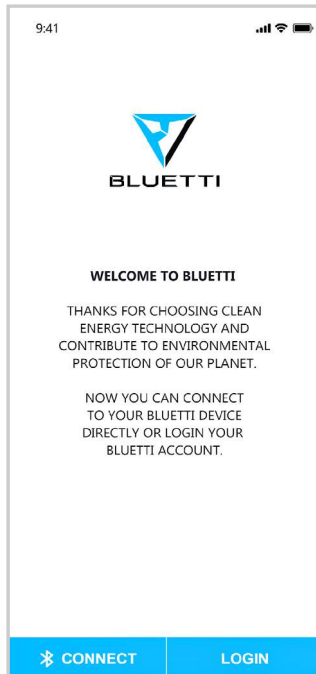 9:41
BLUETTI
WELCOME TO BLUETTI
THANKS FOR CHOOSING CLEAN
ENERGY TECHNOLOGY AND
CONTRIBUTE TO ENVIRONMENTAL
PROTECTION OF OUR PLANET.
NOW YOU CAN CONNECT
TO YOUR BLUETTI DEVICE
DIRECTLY OR LOGIN YOUR
BLUETTI ACCOUNT.
CONNECT LOGIN